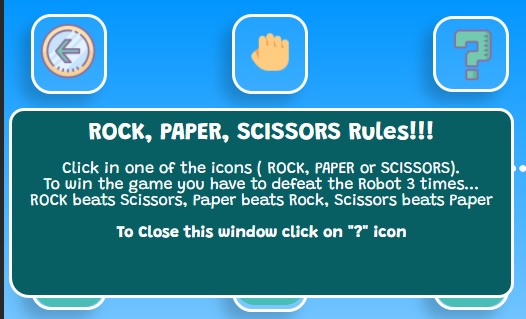 ROCK, PAPER, SCISSORS Rules!!!
Click in one of the icons ( ROCK, PAPER or SCISSORS).
To win the game you have to defeat the Robot 3 times...
ROCK beats Scissors, Paper beats Rock, Scissors beats Paper
To Close this window click on "?" icon